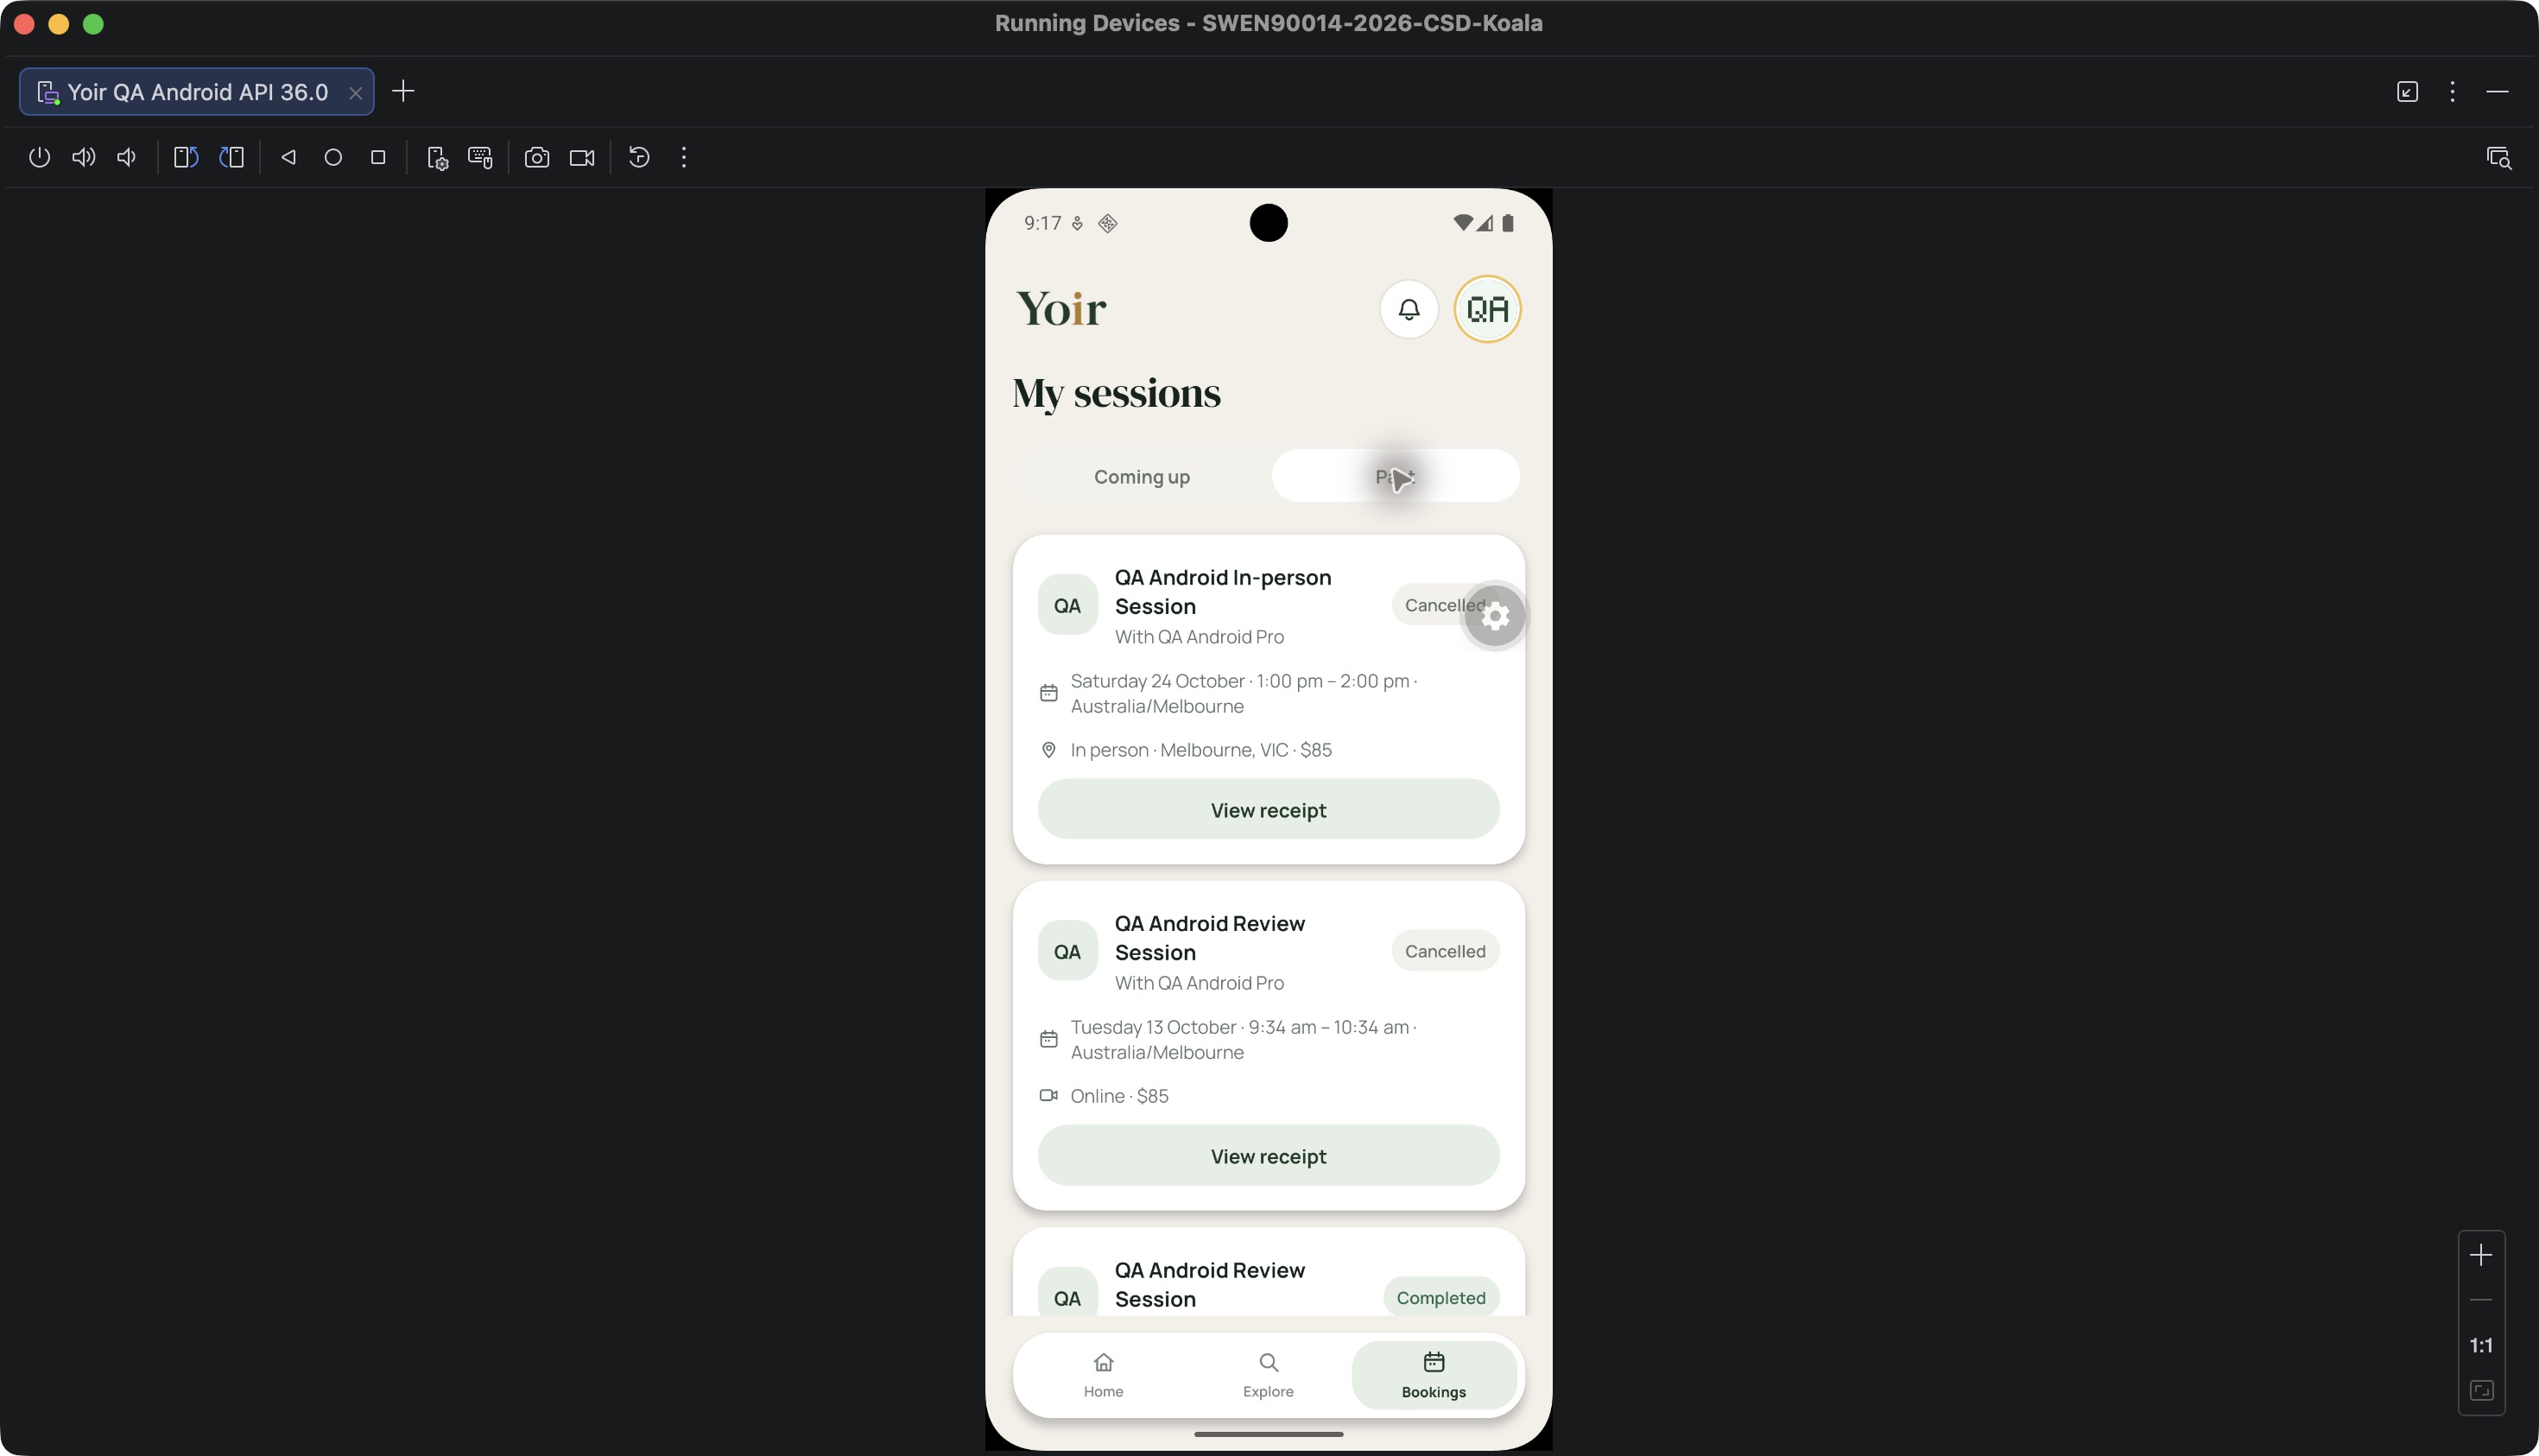 Running Devices - SWEN90014-2026-CSD-Koala
Yoir QA Android API 36.0
9:17
Yoir
QA
My sessions
Coming up
QA
QA Android In-person
Session
With QA Android Pro
Cancelled
Saturday 24 October · 1:00 pm – 2:00 pm ·
Australia/Melbourne
In person · Melbourne, VIC · $85
View receipt
QA
QA Android Review
Session
With QA Android Pro
Cancelled
Tuesday 13 October · 9:34 am – 10:34 am ·
Australia/Melbourne
Online · $85
View receipt
QA
QA Android Review
Session
Completed
Home
Explore
Bookings
1:1